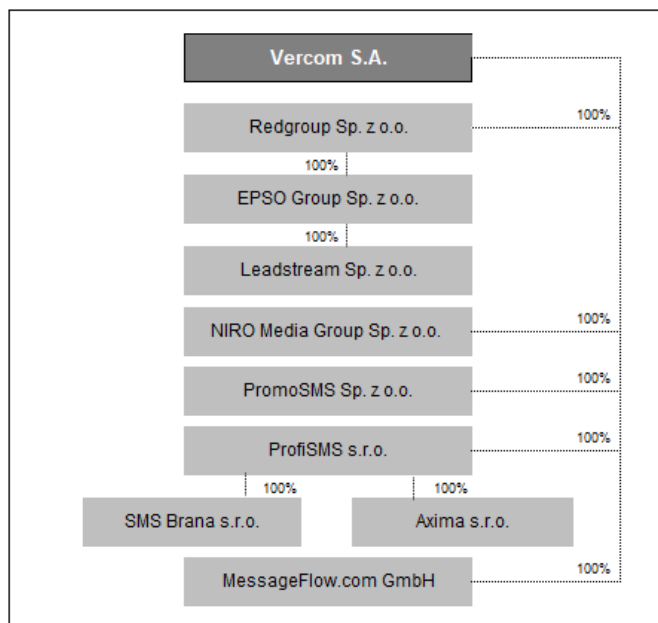 Vercom S.A.
100%
Redgroup Sp. z o.o.
100%
EPSO Group Sp. z o.o.
100%
Leadstream Sp. z o.o.
100%
NIRO Media Group Sp. z o.o.
100%
PromoSMS Sp. z o.o.
100%
ProfiSMS s.r.o.
100% 100%
SMS Brana s.r.o. Axima s.r.o.
100%
MessageFlow.com GmbH